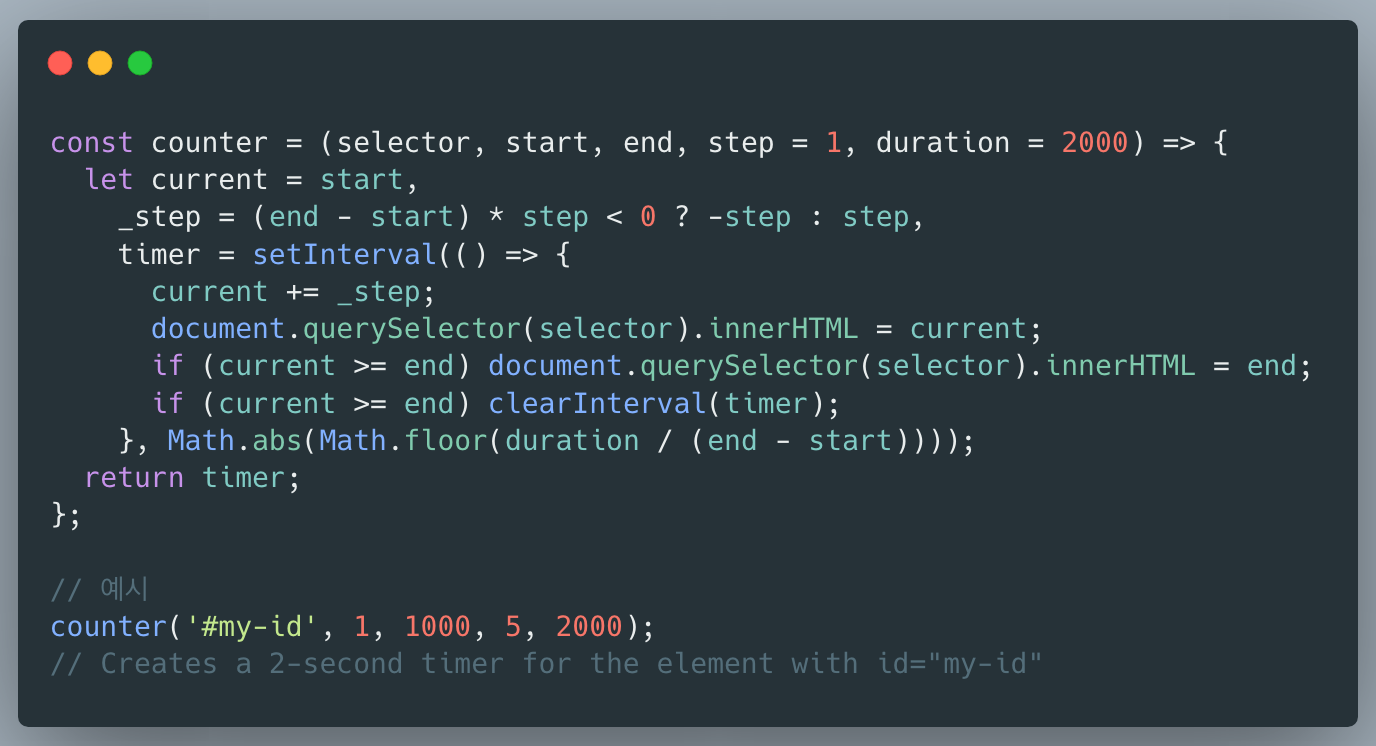 const counter = (selector, start, end, step = 1, duration = 2000) => {
  let current = start,
    _step = (end - start) * step < 0 ? -step : step,
    timer = setInterval(() => {
      current += _step;
      document.querySelector(selector).innerHTML = current;
      if (current >= end) document.querySelector(selector).innerHTML = end;
      if (current >= end) clearInterval(timer);
    }, Math.abs(Math.floor(duration / (end - start))));
  return timer;
};

// 예시
counter('#my-id', 1, 1000, 5, 2000);
// Creates a 2-second timer for the element with id="my-id"